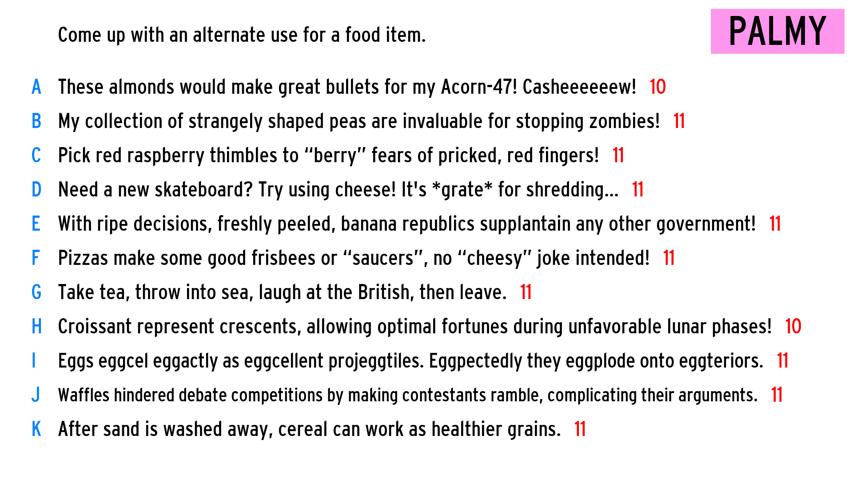 Come up with an alternate use for a food item.
PALMY
A These almonds would make great bullets for my Acorn-47! Casheeeeeew! 10
B My collection of strangely shaped peas are invaluable for stopping zombies! 11
C Pick red raspberry thimbles to “berry” fears of pricked, red fingers! 11
D Need a new skateboard? Try using cheese! It's *grate* for shredding... 11
E With ripe decisions, freshly peeled, banana republics supplantain any other government! 11
F Pizzas make some good frisbees or “saucers”, no “cheesy” joke intended! 11
G Take tea, throw into sea, laugh at the British, then leave. 11
H Croissant represent crescents, allowing optimal fortunes during unfavorable lunar phases! 10
I Eggs eggcel eggactly as eggcellent projeggtiles. Eggpectedly they eggplode onto eggteriors. 11
J Waffles hindered debate competitions by making contestants ramble, complicating their arguments. 11
K After sand is washed away, cereal can work as healthier grains. 11